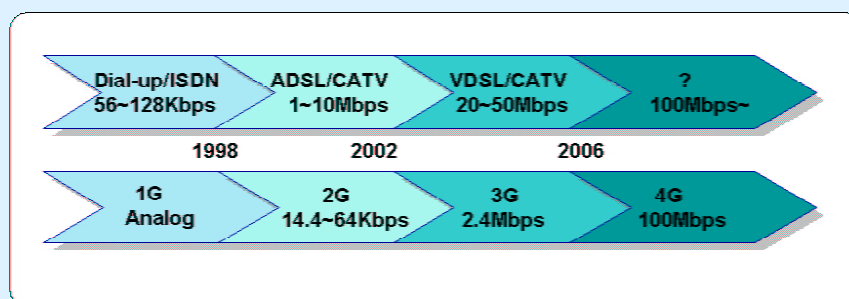 Dial-up/ISDN ADSL/CATV VDSL/CATV ?
56~128Kbps 1~10Mbps 20~50Mbps 100Mbps~
1998 2002 2006
1G 2G 3G 4G
Analog 14.4~64Kbps 2.4Mbps 100Mbps